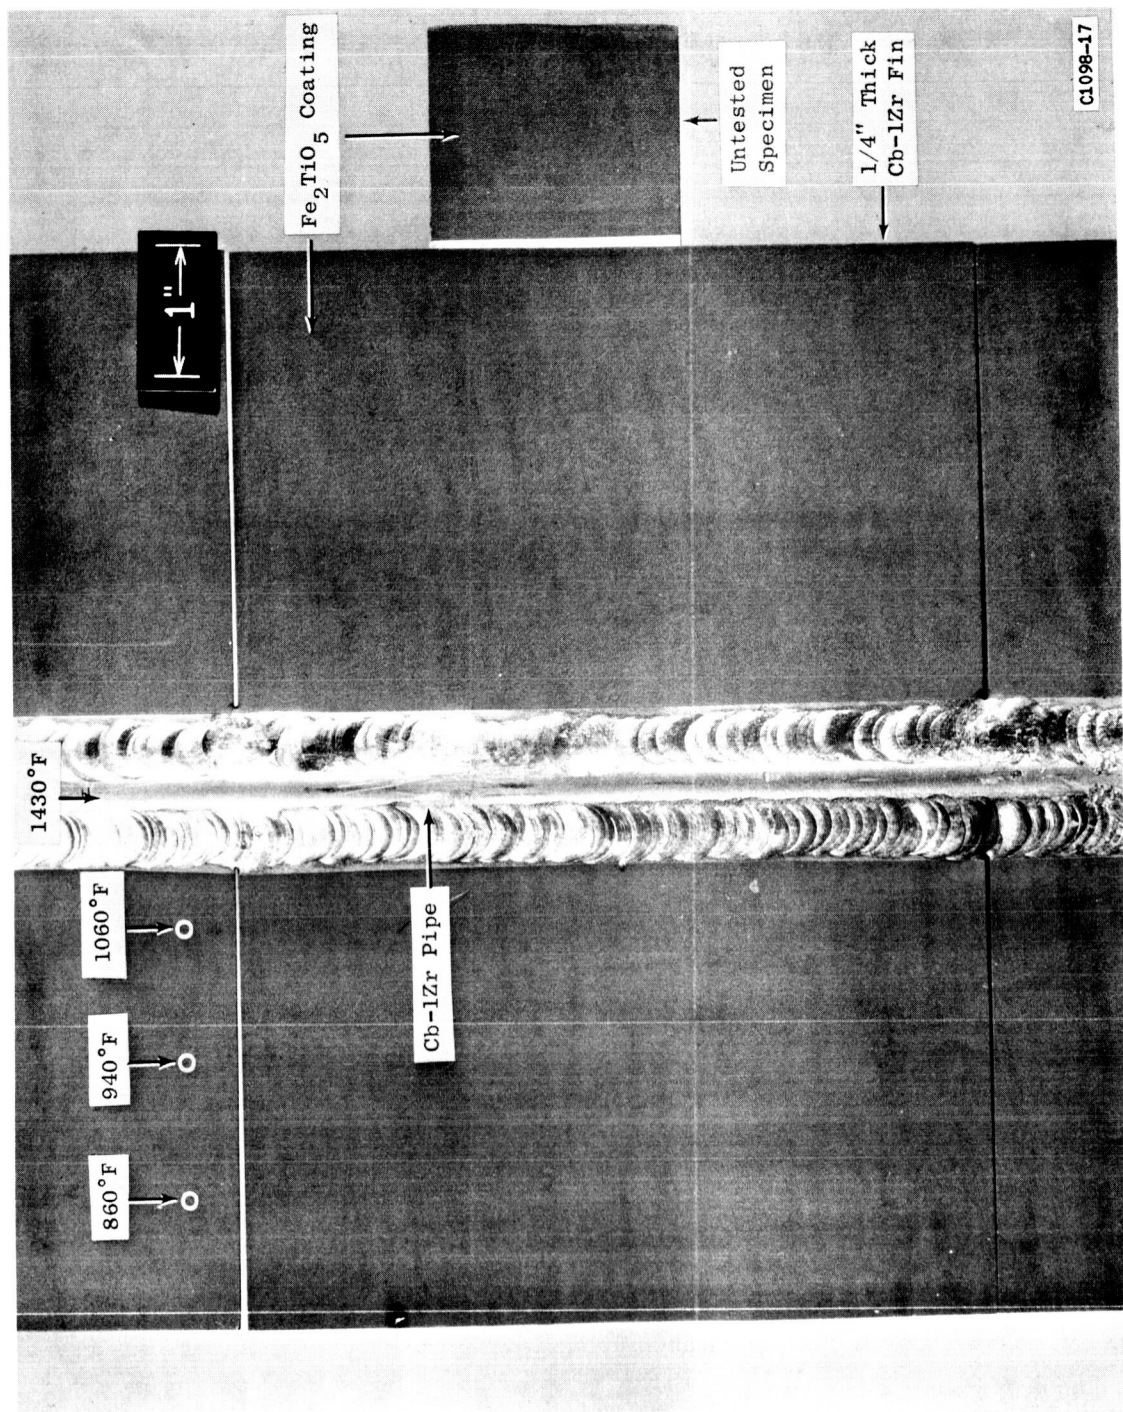 860°F
940°F
1060°F
1430°F
Cb-1Zr Pipe
1"
Fe2TiO5 Coating
Untested
Specimen
1/4" Thick
Cb-1Zr Fin
C1098-17